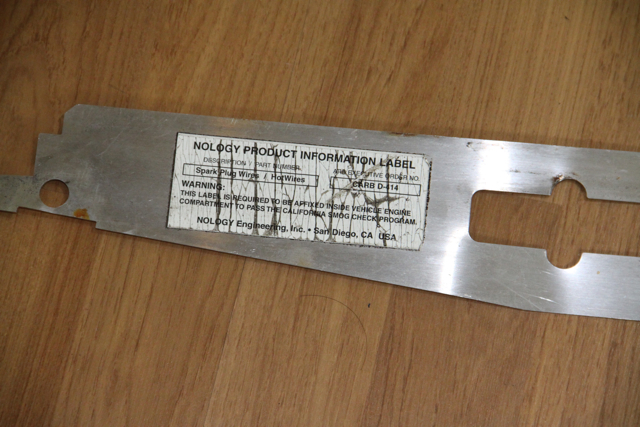 NOLOGY PRODUCT INFORMATION LABEL
DESCRIPTION / PART NUMBER: ARB EXECUTIVE ORDER NO.
Spark Plug Wires / HotWires CARB D-414
WARNING:
THIS LABEL IS REQUIRED TO BE AFFIXED INSIDE VEHICLE ENGINE
COMPARTMENT TO PASS THE CALIFORNIA SMOG CHECK PROGRAM.
NOLOGY Engineering, Inc. • San Diego, CA USA